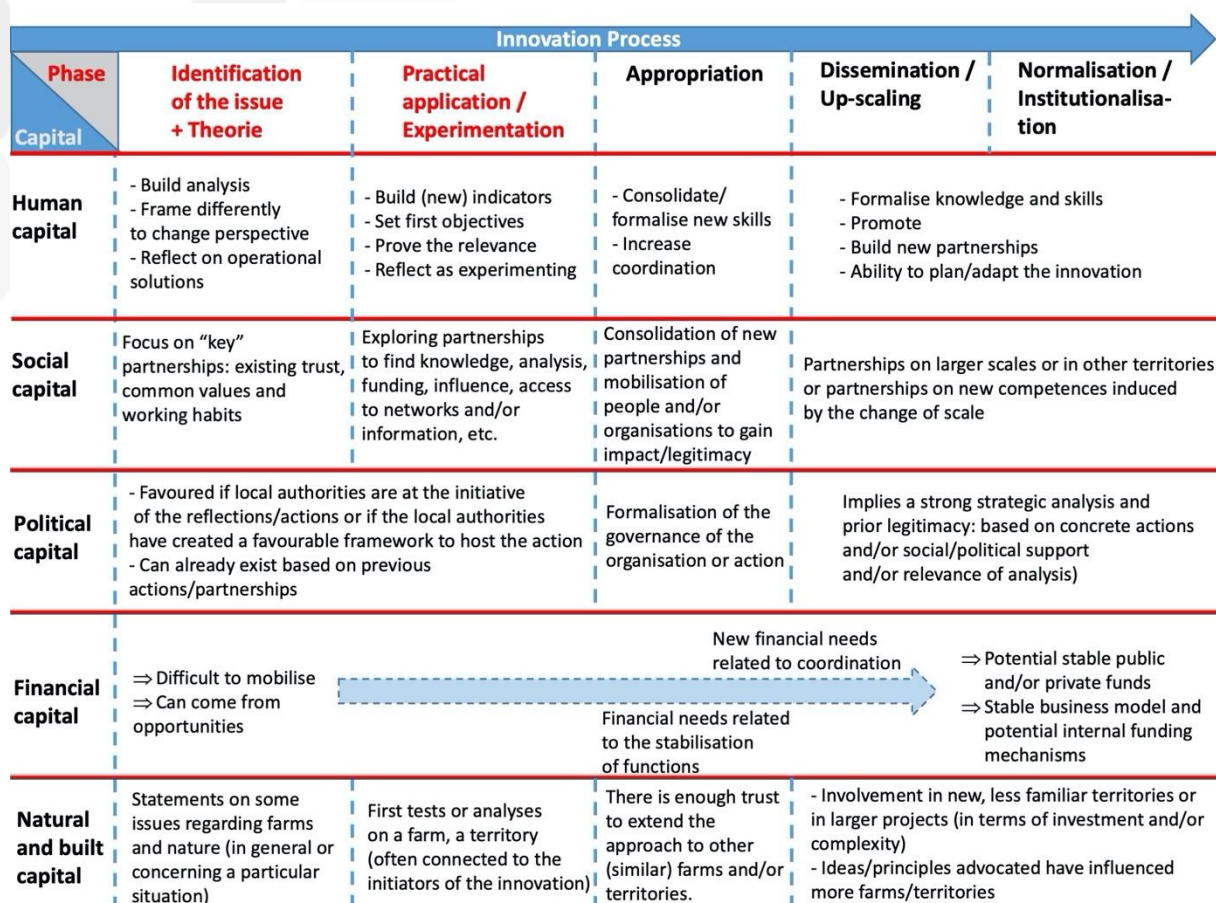 Innovation Process
Phase
Capital
Identification
of the issue
+ Theorie
Practical
application /
Experimentation
Appropriation
Dissemination /
Up-scaling
Normalisation /
Institutionalisa-
tion
Human
capital
- Build analysis
- Frame differently
to change perspective
- Reflect on operational
solutions
- Build (new) indicators
- Set first objectives
- Prove the relevance
- Reflect as experimenting
- Consolidate/
formalise new skills
- Increase
coordination
- Formalise knowledge and skills
- Promote
- Build new partnerships
- Ability to plan/adapt the innovation
Social
capital
Focus on “key”
partnerships: existing trust,
common values and
working habits
Exploring partnerships
to find knowledge, analysis,
funding, influence, access
to networks and/or
information, etc.
Consolidation of new
partnerships and
mobilisation of
people and/or
organisations to gain
impact/legitimacy
Partnerships on larger scales or in other territories
or partnerships on new competences induced
by the change of scale
Political
capital
- Favoured if local authorities are at the initiative
of the reflections/actions or if the local authorities
have created a favourable framework to host the action
- Can already exist based on previous
actions/partnerships
Formalisation of the
governance of the
organisation or action
Implies a strong strategic analysis and
prior legitimacy: based on concrete actions
and/or social/political support
and/or relevance of analysis)
Financial
capital
⇒ Difficult to mobilise
⇒ Can come from
opportunities
New financial needs
related to coordination
Financial needs related
to the stabilisation
of functions
⇒ Potential stable public
and/or private funds
⇒ Stable business model and
potential internal funding
mechanisms
Natural
and built
capital
Statements on some
issues regarding farms
and nature (in general or
concerning a particular
situation)
First tests or analyses
on a farm, a territory
(often connected to the
initiators of the innovation)
There is enough trust
to extend the
approach to other
(similar) farms and/or
territories.
- Involvement in new, less familiar territories or
in larger projects (in terms of investment and/or
complexity)
- Ideas/principles advocated have influenced
more farms/territories